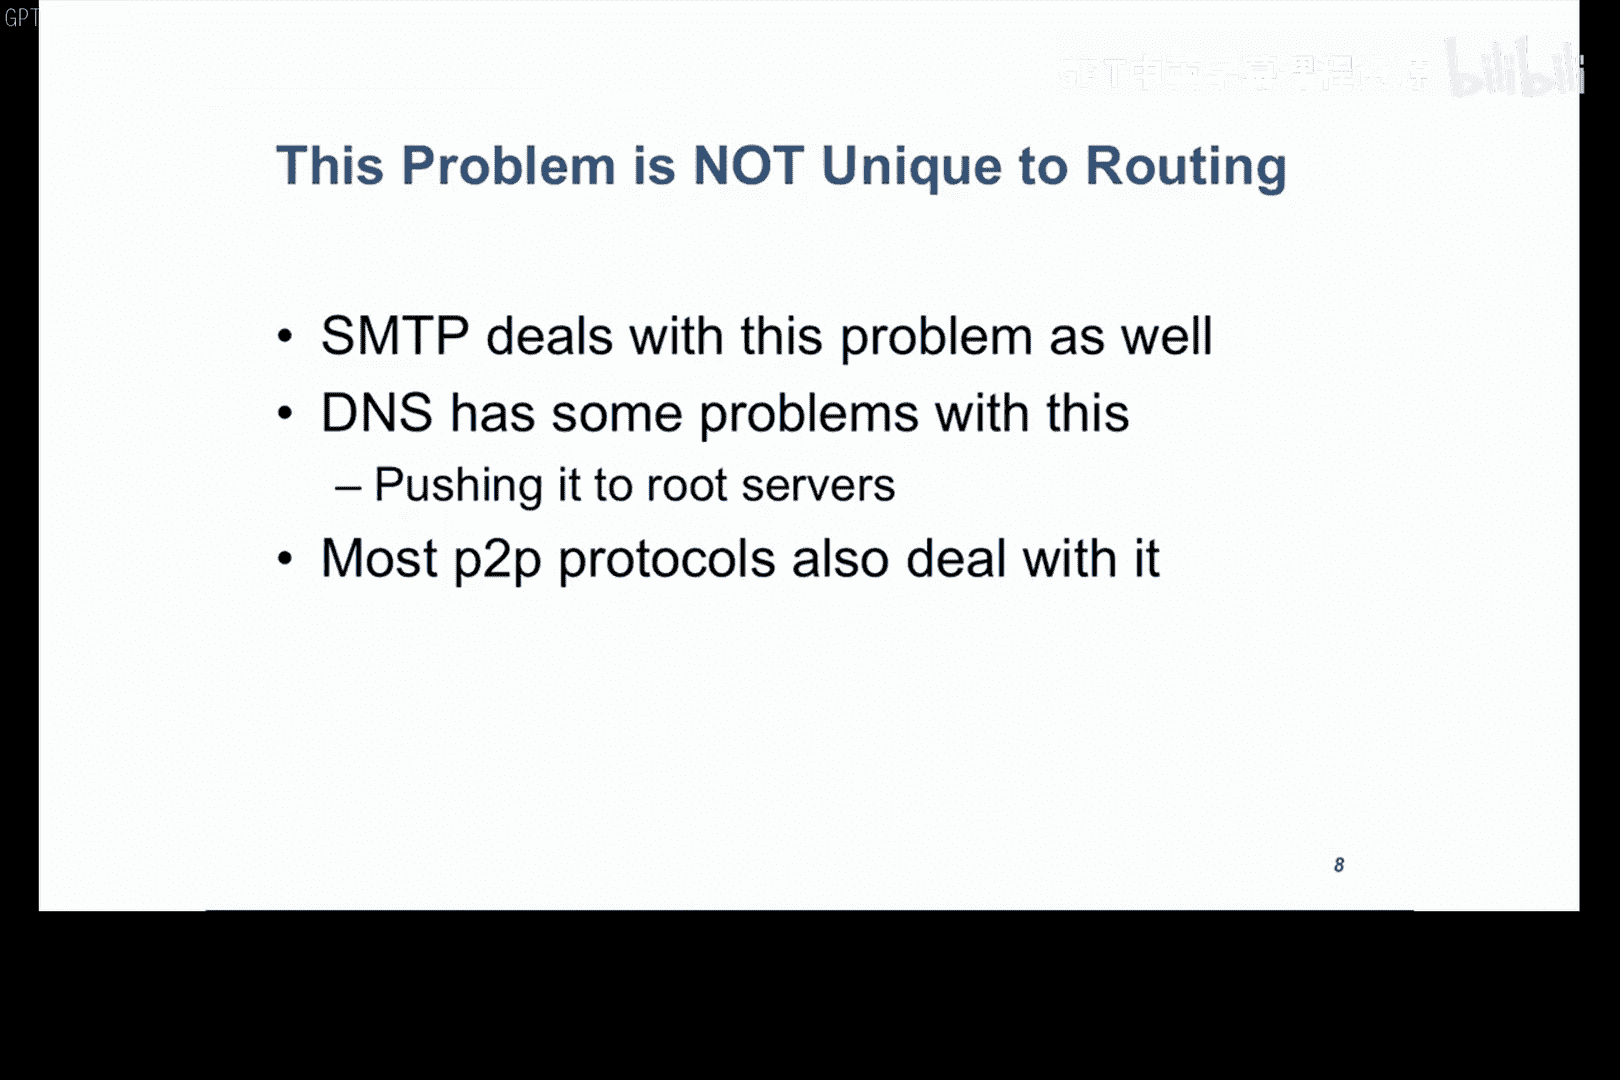 GPT
bilibili
This Problem is NOT Unique to Routing
• SMTP deals with this problem as well
• DNS has some problems with this
– Pushing it to root servers
• Most p2p protocols also deal with it
8